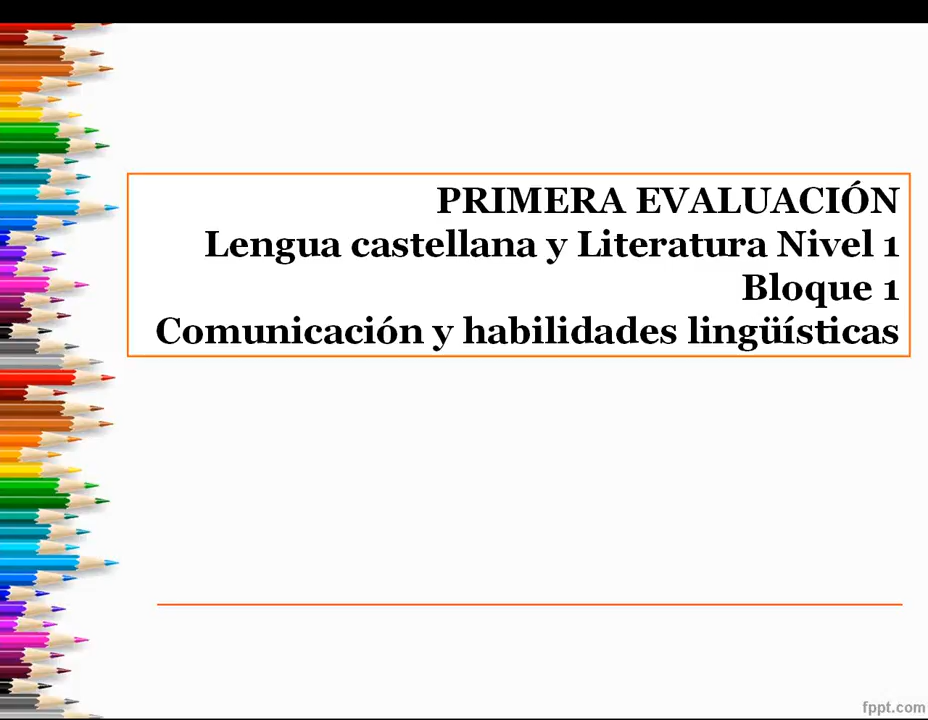 PRIMERA EVALUACIÓN
Lengua castellana y Literatura Nivel 1
Bloque 1
Comunicación y habilidades lingüísticas
fppt.com